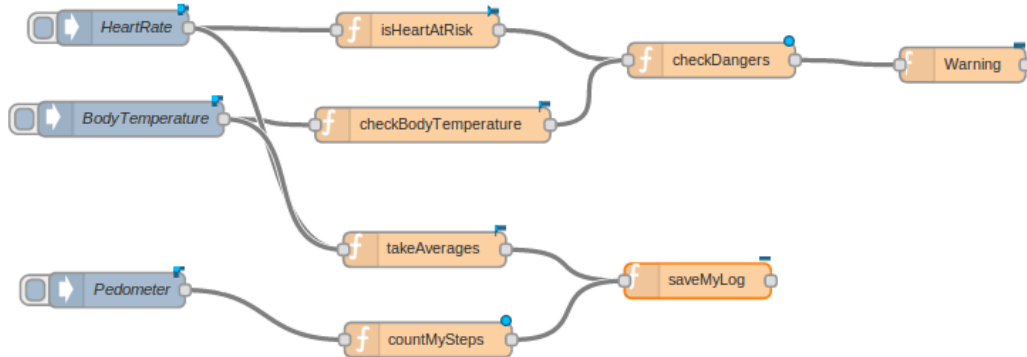 HeartRate
isHeartAtRisk
checkDangers
Warning
BodyTemperature
checkBodyTemperature
takeAverages
saveMyLog
Pedometer
countMySteps